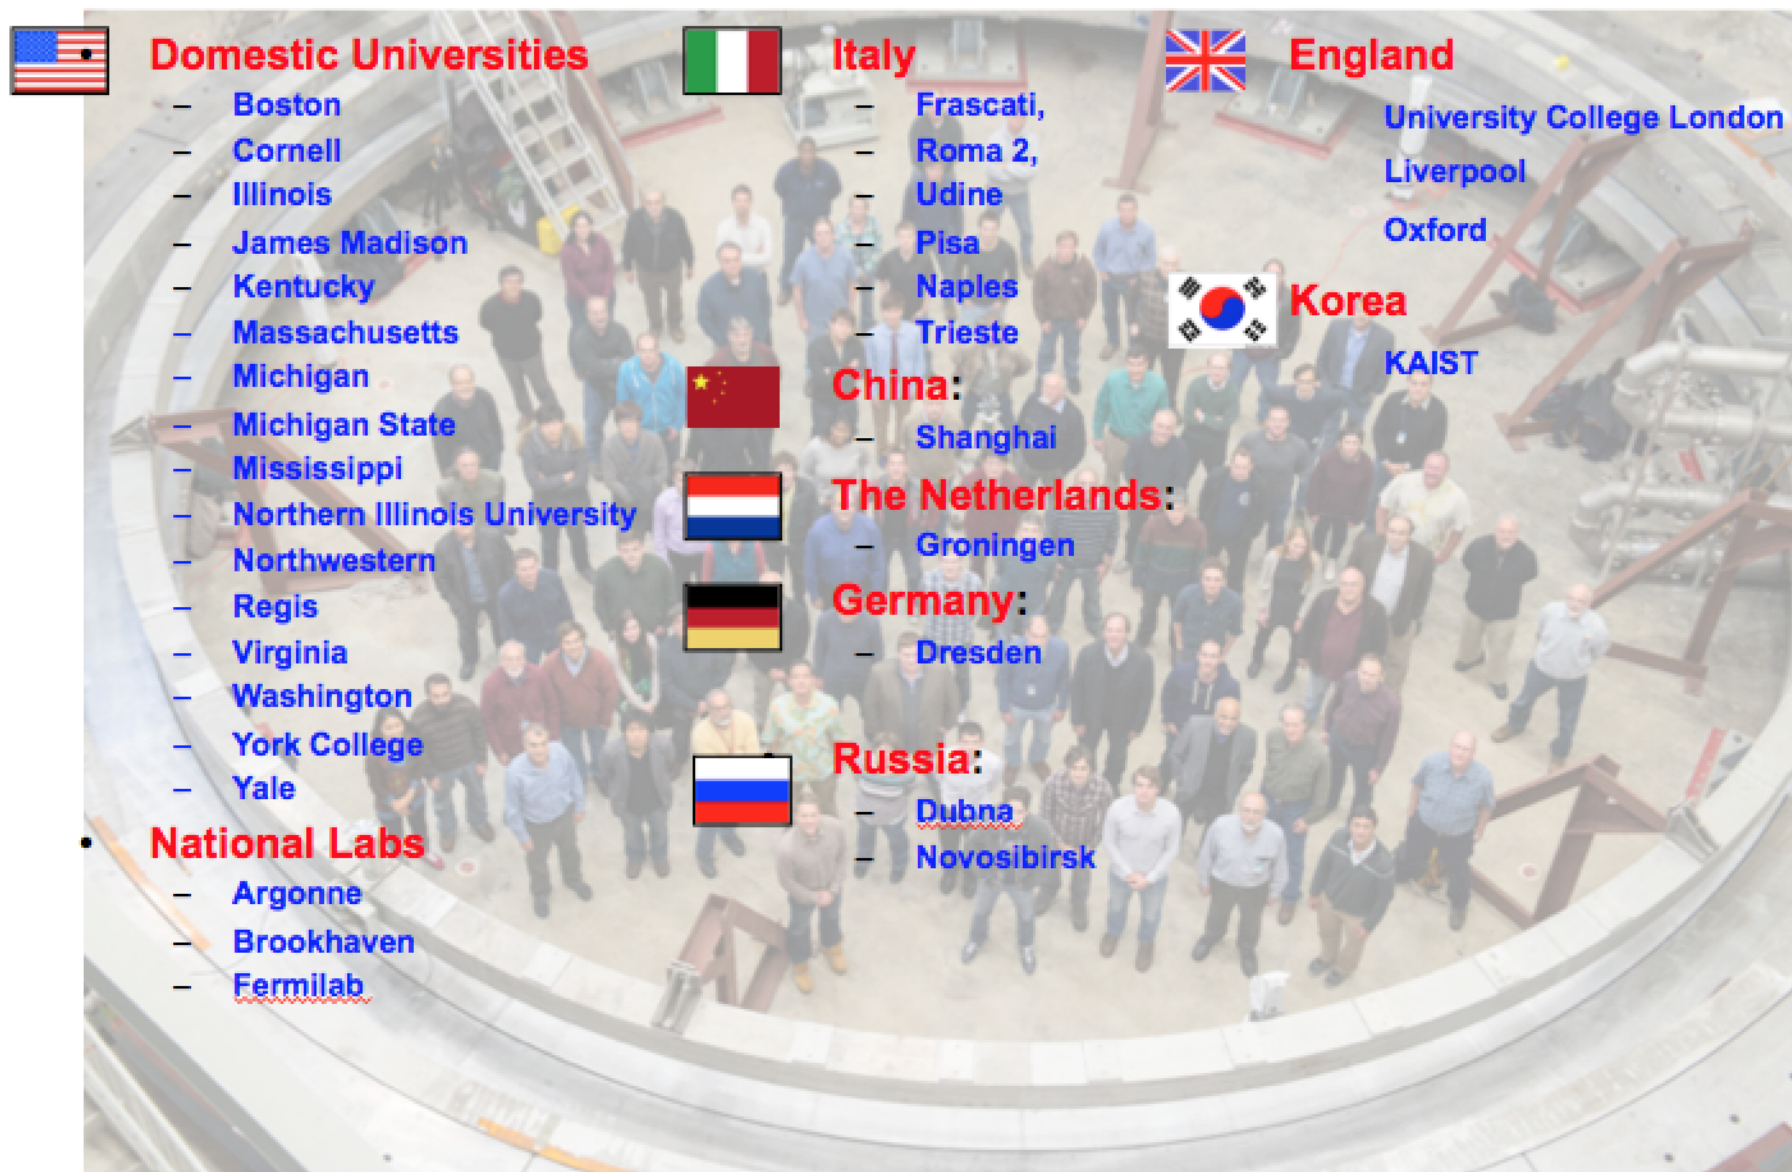 • Domestic Universities
– Boston
– Cornell
– Illinois
– James Madison
– Kentucky
– Massachusetts
– Michigan
– Michigan State
– Mississippi
– Northern Illinois University
– Northwestern
– Regis
– Virginia
– Washington
– York College
– Yale
• National Labs
– Argonne
– Brookhaven
– Fermilab
Italy
– Frascati,
– Roma 2,
– Udine
– Pisa
– Naples
– Trieste
China:
– Shanghai
The Netherlands:
– Groningen
Germany:
– Dresden
Russia:
– Dubna
– Novosibirsk
England
University College London
Liverpool
Oxford
Korea
KAIST